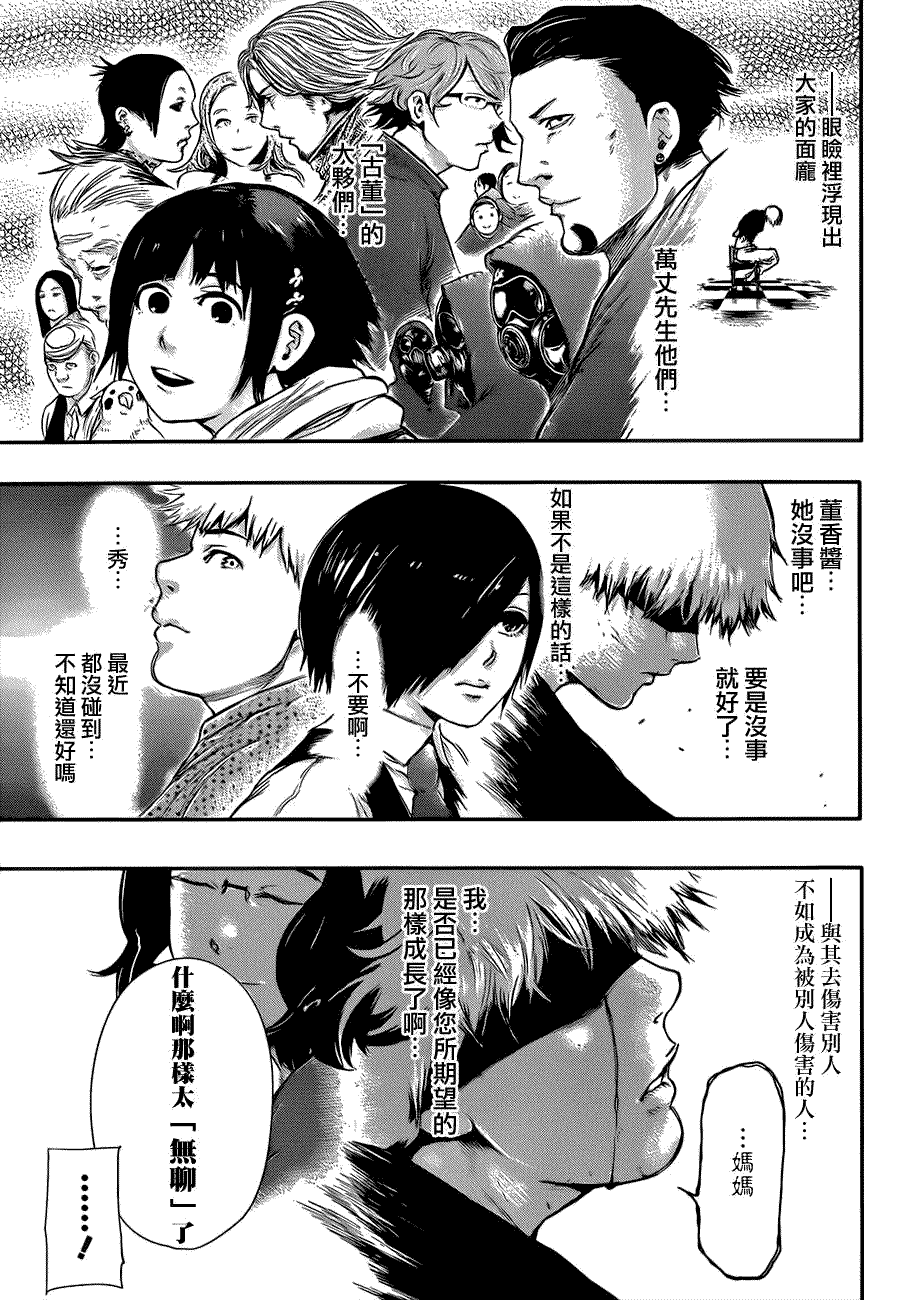 ──眼瞼裡浮現出
大家的面龐
萬丈先生他們…
「古董」的
大夥們…
董香醬…
她沒事吧…
要是沒事
就好了…
如果不是這樣的話…
…不要啊…
…秀…
最近
都沒碰到…
不知道還好嗎
──與其去傷害別人
不如成為被別人傷害的人…
…媽媽
我…
是否已經像您所期望的
那樣成長了啊…
什麼啊那樣太「無聊」了
……！